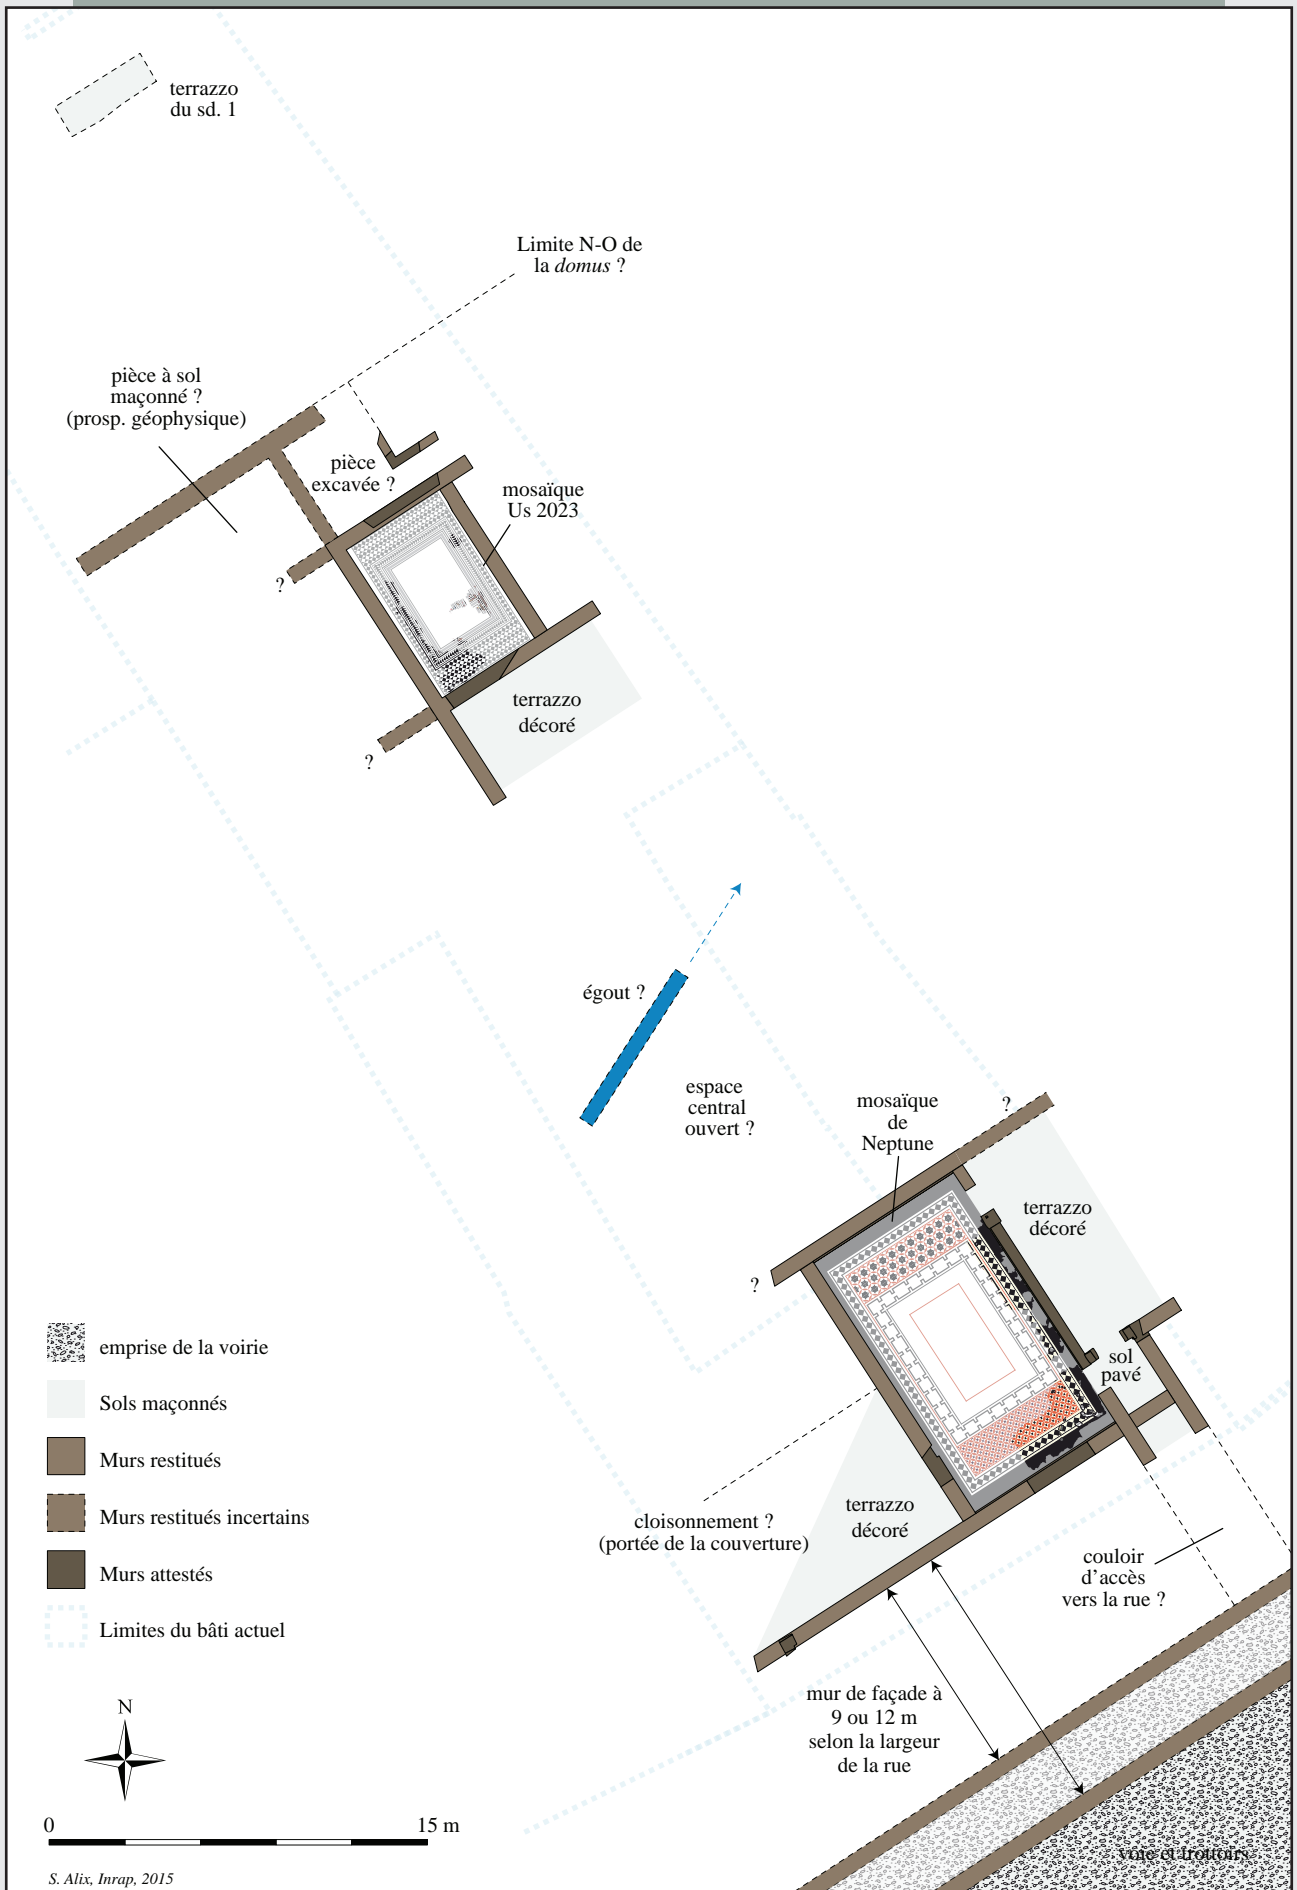 terrazzo
du sd. 1
Limite N-O de
la domus ?
pièce à sol
maçonné ?
(prosp. géophysique)
pièce
excavée ?
mosaïque
Us 2023
?
terrazzo
décoré
?
égout ?
espace
central
ouvert ?
mosaïque
de
Neptune
?
terrazzo
décoré
?
sol
pavé
emprise de la voirie
Sols maçonnés
Murs restitués
Murs restitués incertains
Murs attestés
Limites du bâti actuel
cloisonnement ?
(portée de la couverture)
terrazzo
décoré
couloir
d'accès
vers la rue ?
mur de façade à
9 ou 12 m
selon la largeur
de la rue
N
0 15 m
voie et trottoirs
S. Alix, Inrap, 2015